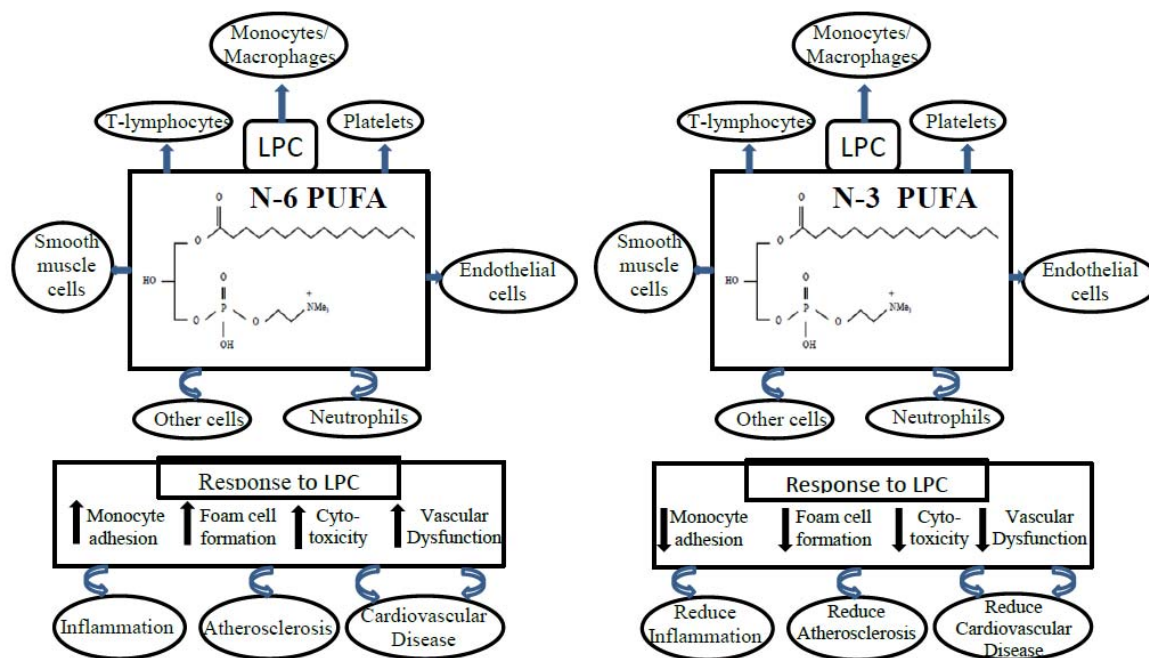 Monocytes/
Macrophages
T-lymphocytes
LPC
Platelets
N-6 PUFA
O
O
Smooth
muscle
cells
HO
O
O
P
O
+
NMe3
OH
Endothelial
cells
Other cells
Neutrophils
Response to LPC
Monocyte
adhesion
Foam cell
formation
Cyto-
toxicity
Vascular
Dysfunction
Inflammation
Atherosclerosis
Cardiovascular
Disease
Monocytes/
Macrophages
T-lymphocytes
LPC
Platelets
N-3 PUFA
O
O
Smooth
muscle
cells
HO
O
O
P
O
+
NMe3
OH
Endothelial
cells
Other cells
Neutrophils
Response to LPC
Monocyte
adhesion
Foam cell
formation
Cyto-
toxicity
Vascular
Dysfunction
Reduce
Inflammation
Reduce
Atherosclerosis
Reduce
Cardiovascular
Disease